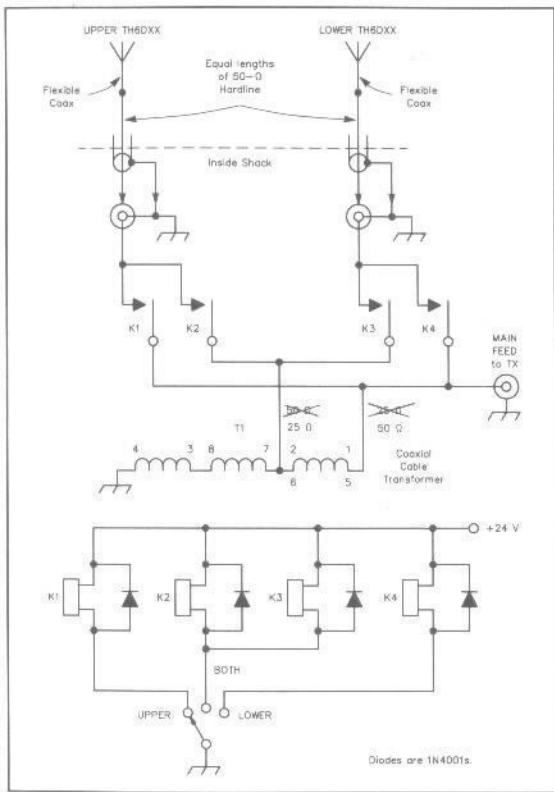 UPPER TH6DXX
LOWER TH6DXX
Flexible
Coax
Equal lengths
of 50-Ω
Hardline
Flexible
Coax
Inside Shack
K1
K2
K3
K4
MAIN
FEED
to TX
50 Ω
25 Ω
25 Ω
50 Ω
T1
4 3 8 7 2 1
6 5
Coaxial
Cable
Transformer
+24 V
K1
K2
K3
K4
BOTH
UPPER
LOWER
Diodes are 1N4001s.